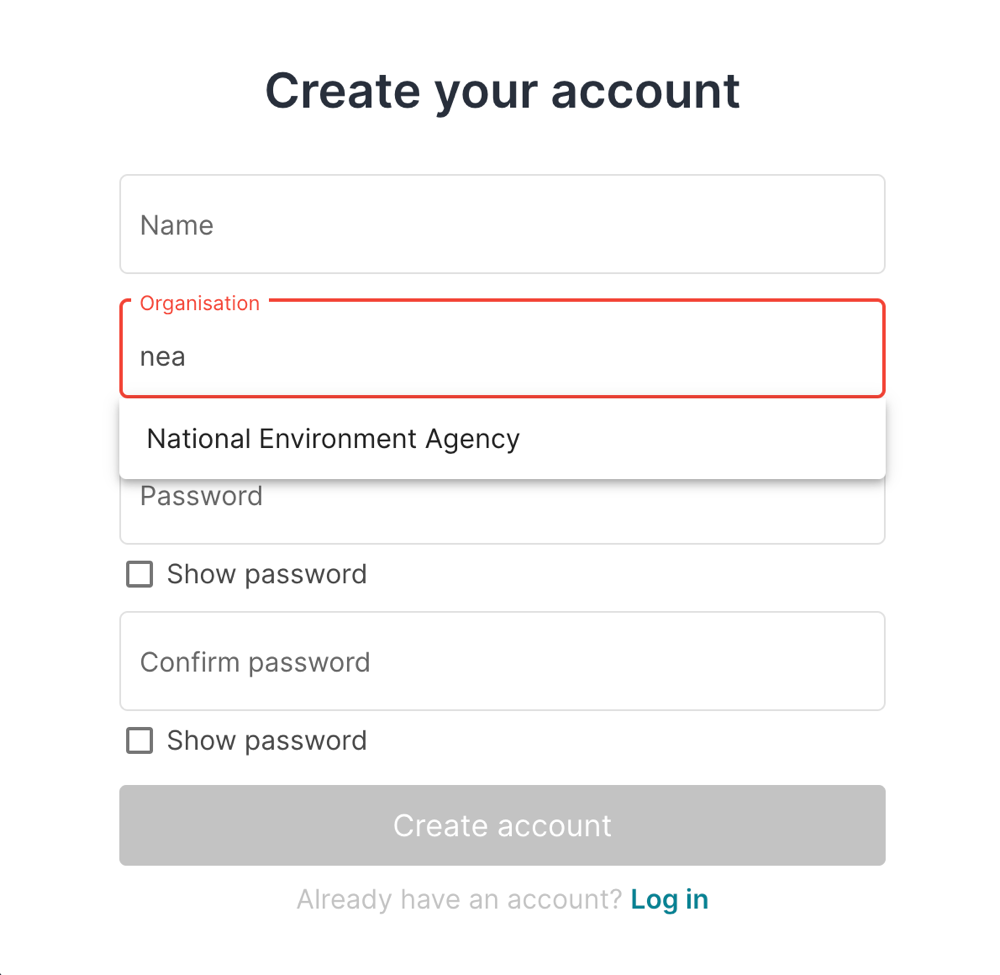 Create your account
Name
Organisation
nea
National Environment Agency
Password
Show password
Confirm password
Show password
Create account
Already have an account? Log in